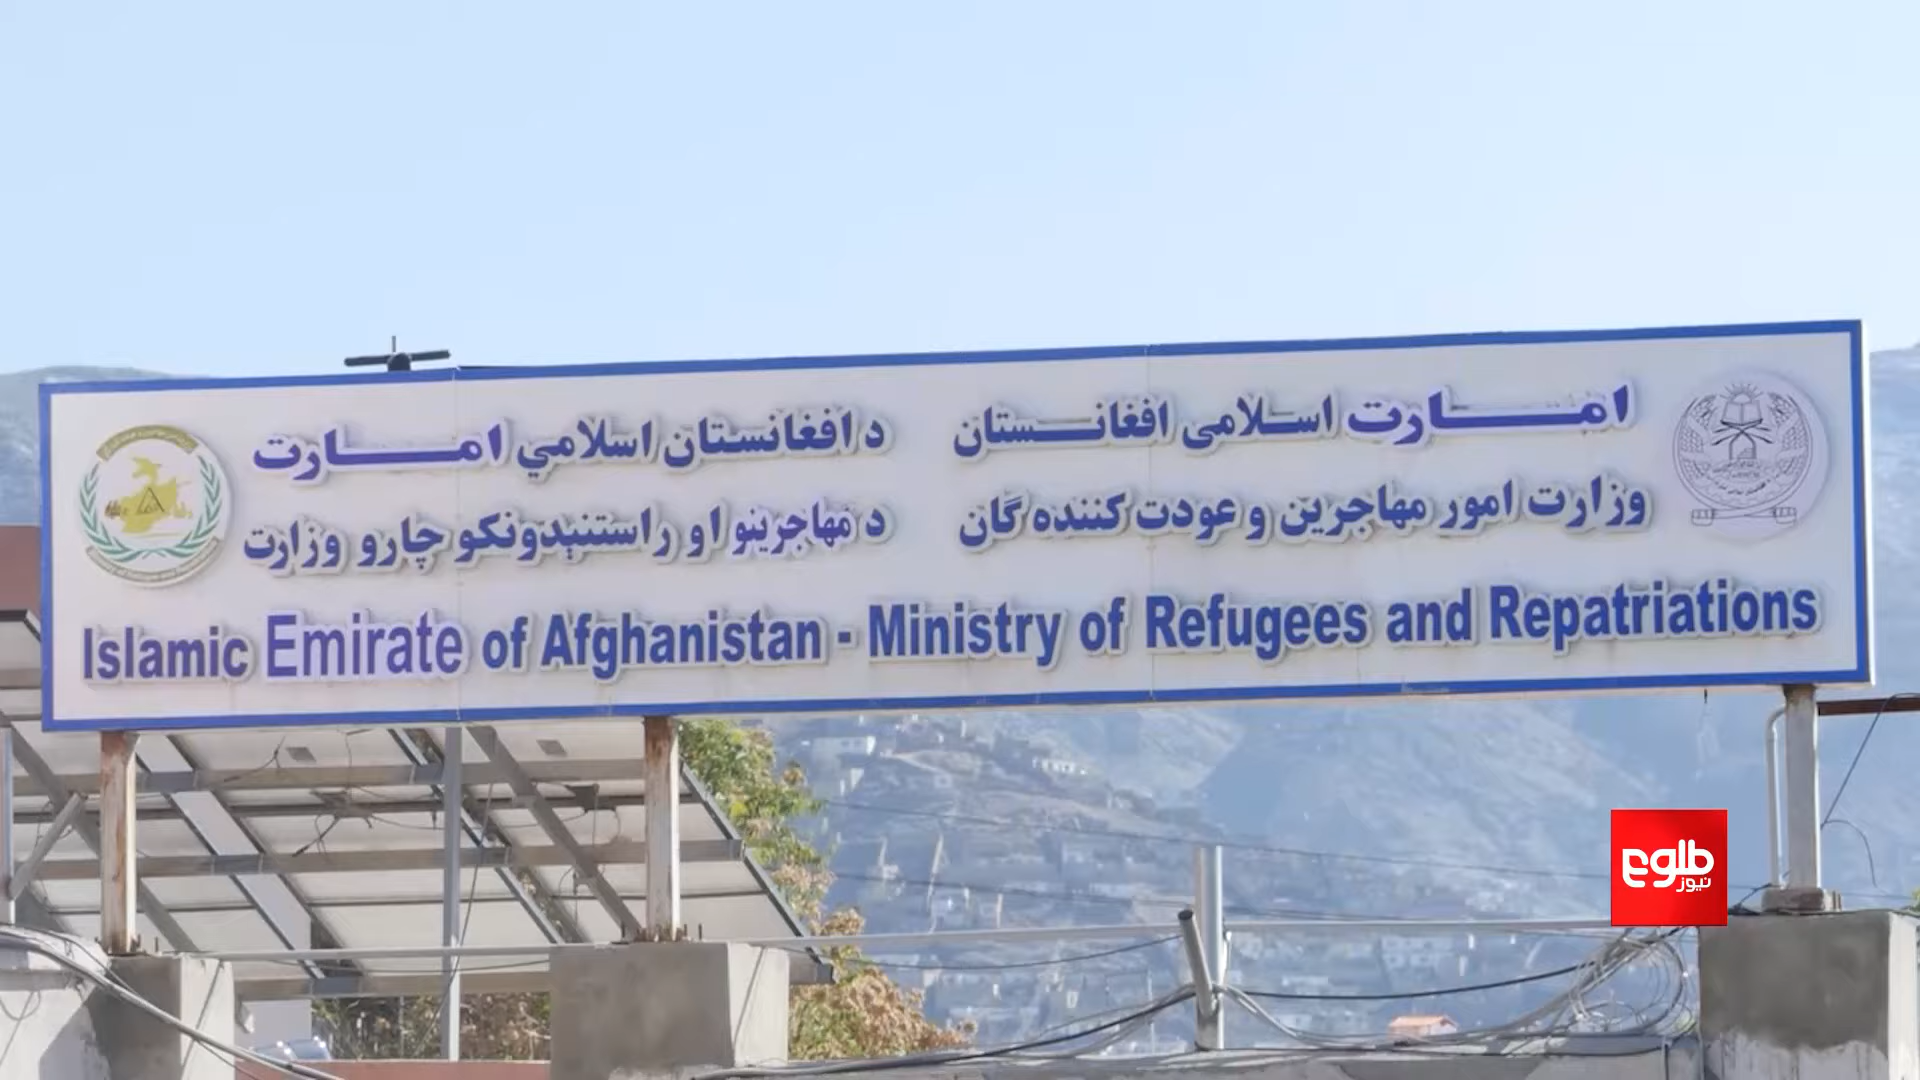 امارت اسلامی افغانستان
وزارت امور مهاجرین و عودت کننده گان
د افغانستان اسلامي امارت
د مهاجرینو او راستنېدونکو چارو وزارت
Islamic Emirate of Afghanistan - Ministry of Refugees and Repatriations
طلوع
نیوز